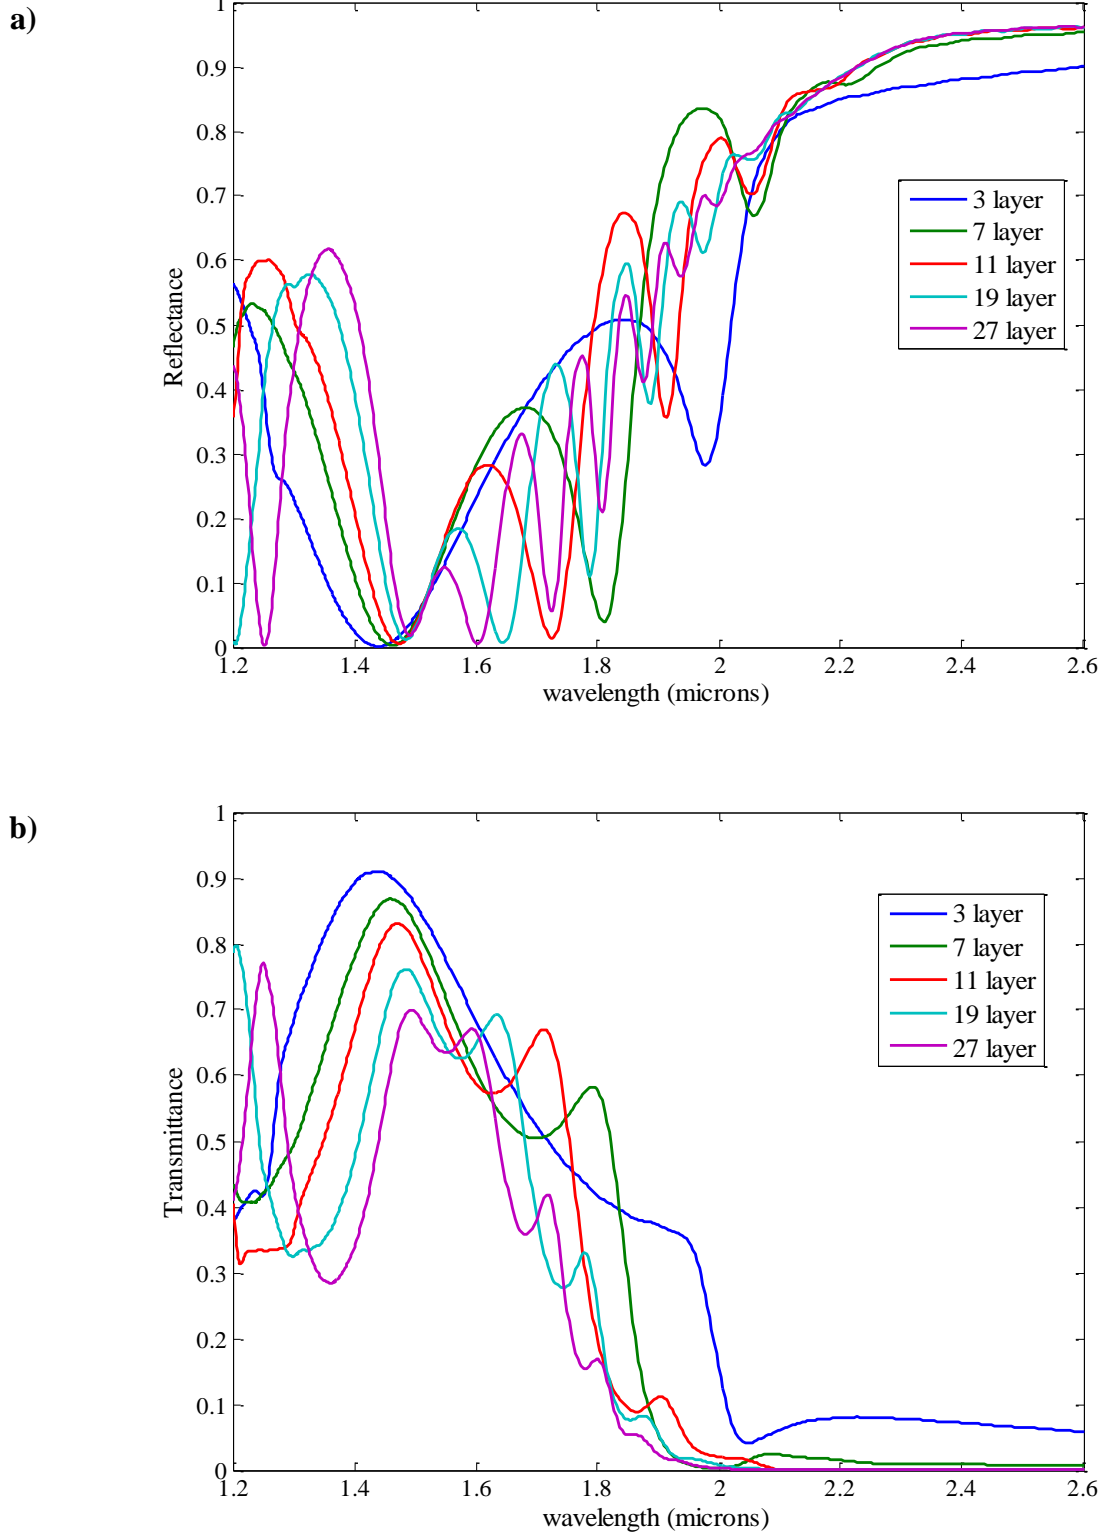 a)
1
0.9
0.8
0.7
0.6
0.5
0.4
0.3
0.2
0.1
0
Reflectance
1.2 1.4 1.6 1.8 2 2.2 2.4 2.6
wavelength (microns)
3 layer
7 layer
11 layer
19 layer
27 layer
b)
1
0.9
0.8
0.7
0.6
0.5
0.4
0.3
0.2
0.1
0
Transmittance
1.2 1.4 1.6 1.8 2 2.2 2.4 2.6
wavelength (microns)
3 layer
7 layer
11 layer
19 layer
27 layer